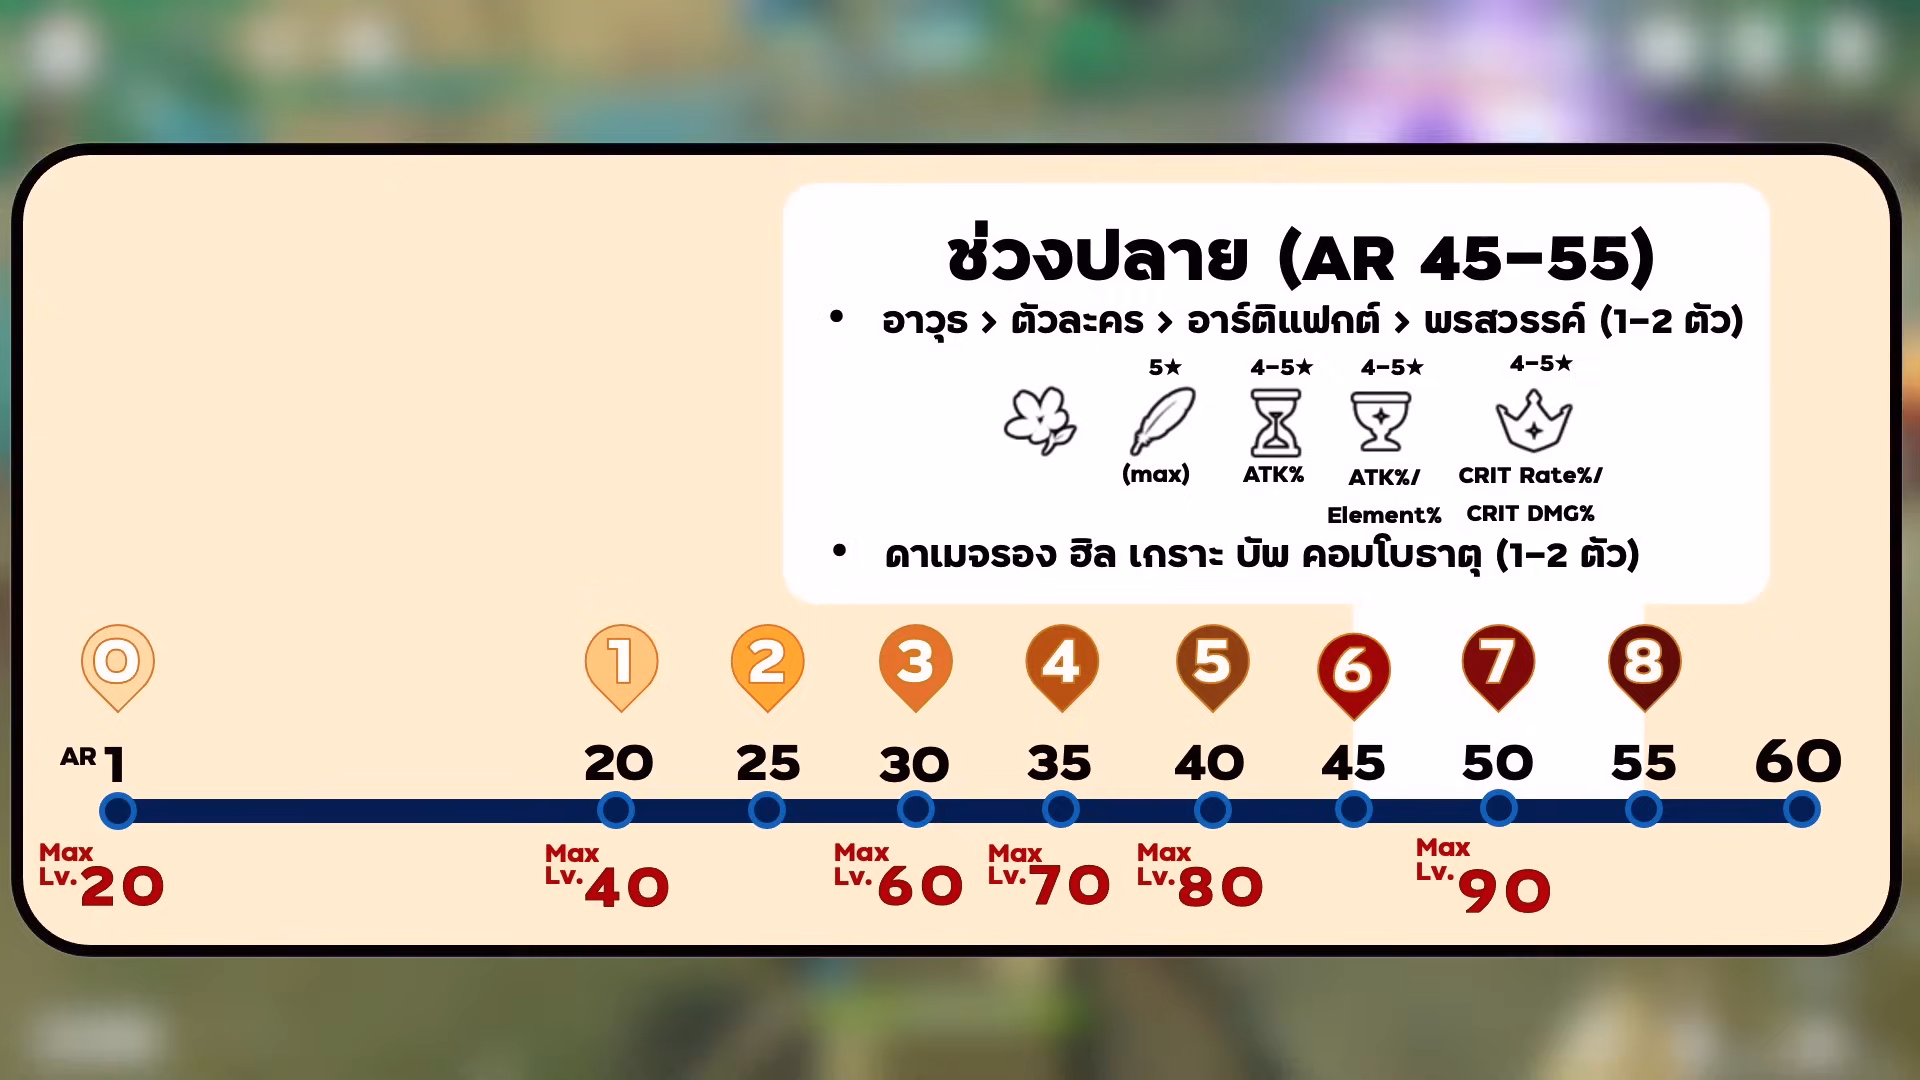 ช่วงปลาย (AR 45–55)
• อาวุธ > ตัวละคร > อาร์ติแฟกต์ > พรสวรรค์ (1–2 ตัว)
5★ 4–5★ 4–5★ 4–5★
(max) ATK% ATK%/ CRIT Rate%/
Element% CRIT DMG%
• ดาเมจรอง ฮิล เกราะ บัพ คอมโบธาตุ (1–2 ตัว)
0 1 2 3 4 5 6 7 8
AR 1 20 25 30 35 40 45 50 55 60
Max Lv. 20 Max Lv. 40 Max Lv. 60 Max Lv. 70 Max Lv. 80 Max Lv. 90